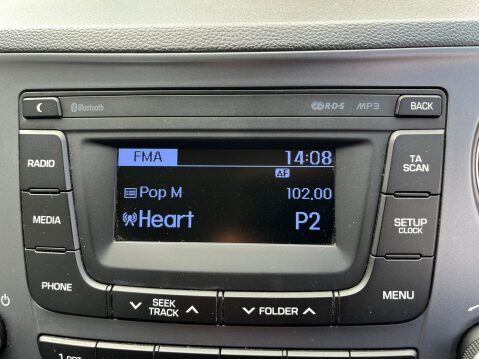 Bluetooth
CD R·D·S MP3
BACK
RADIO
MEDIA
PHONE
FMA 14:08
AF
Pop M 102.00
Heart P2
TA
SCAN
SETUP
CLOCK
MENU
SEEK
TRACK
FOLDER